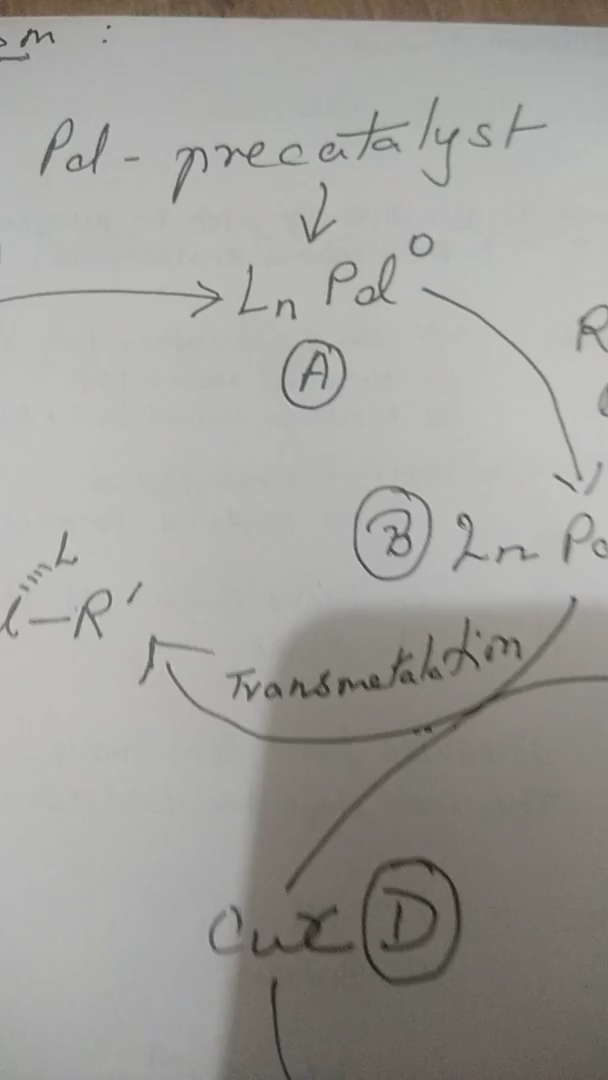 m :
Pd - precatalyst
Ln Pd⁰
R
A
B Ln Pd
L
-R'
Transmetalation
CuX D